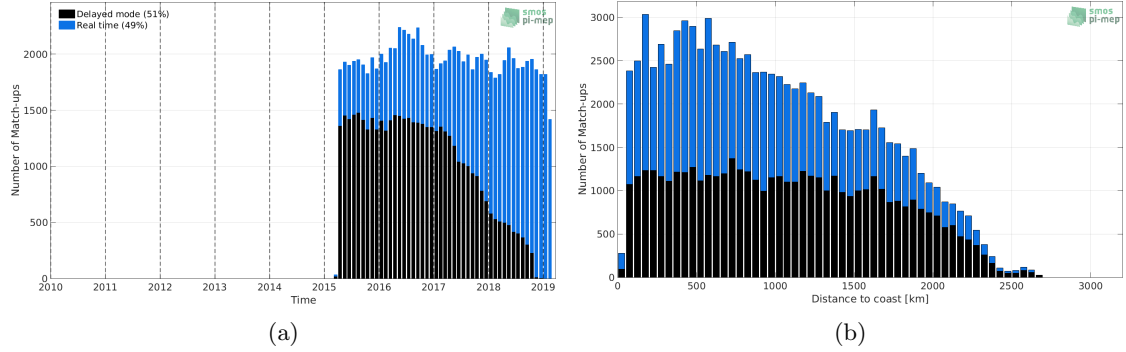 Delayed mode (51%)
Real time (49%)
smos
pi-mep
Number of Match-ups
2000
1500
1000
500
0
2010 2011 2012 2013 2014 2015 2016 2017 2018 2019
Time
(a)
smos
pi-mep
Number of Match-ups
3000
2500
2000
1500
1000
500
0
0 500 1000 1500 2000 2500 3000
Distance to coast [km]
(b)